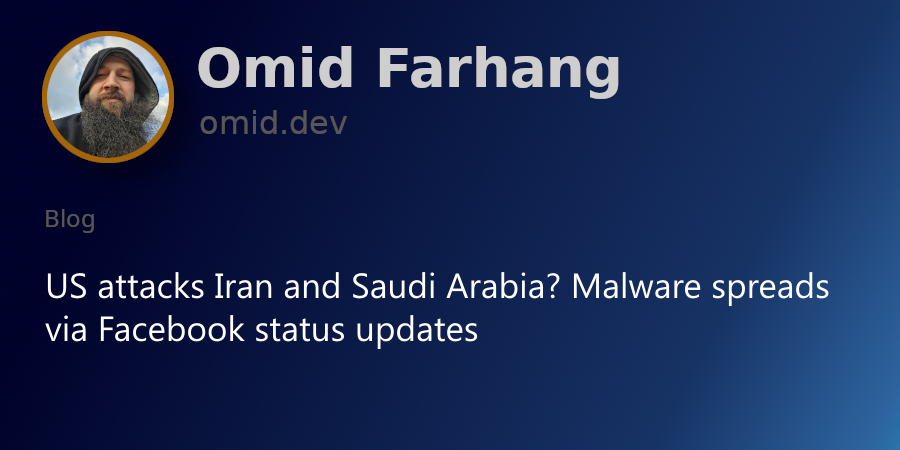 Omid Farhang
omid.dev
Blog
US attacks Iran and Saudi Arabia? Malware spreads
via Facebook status updates